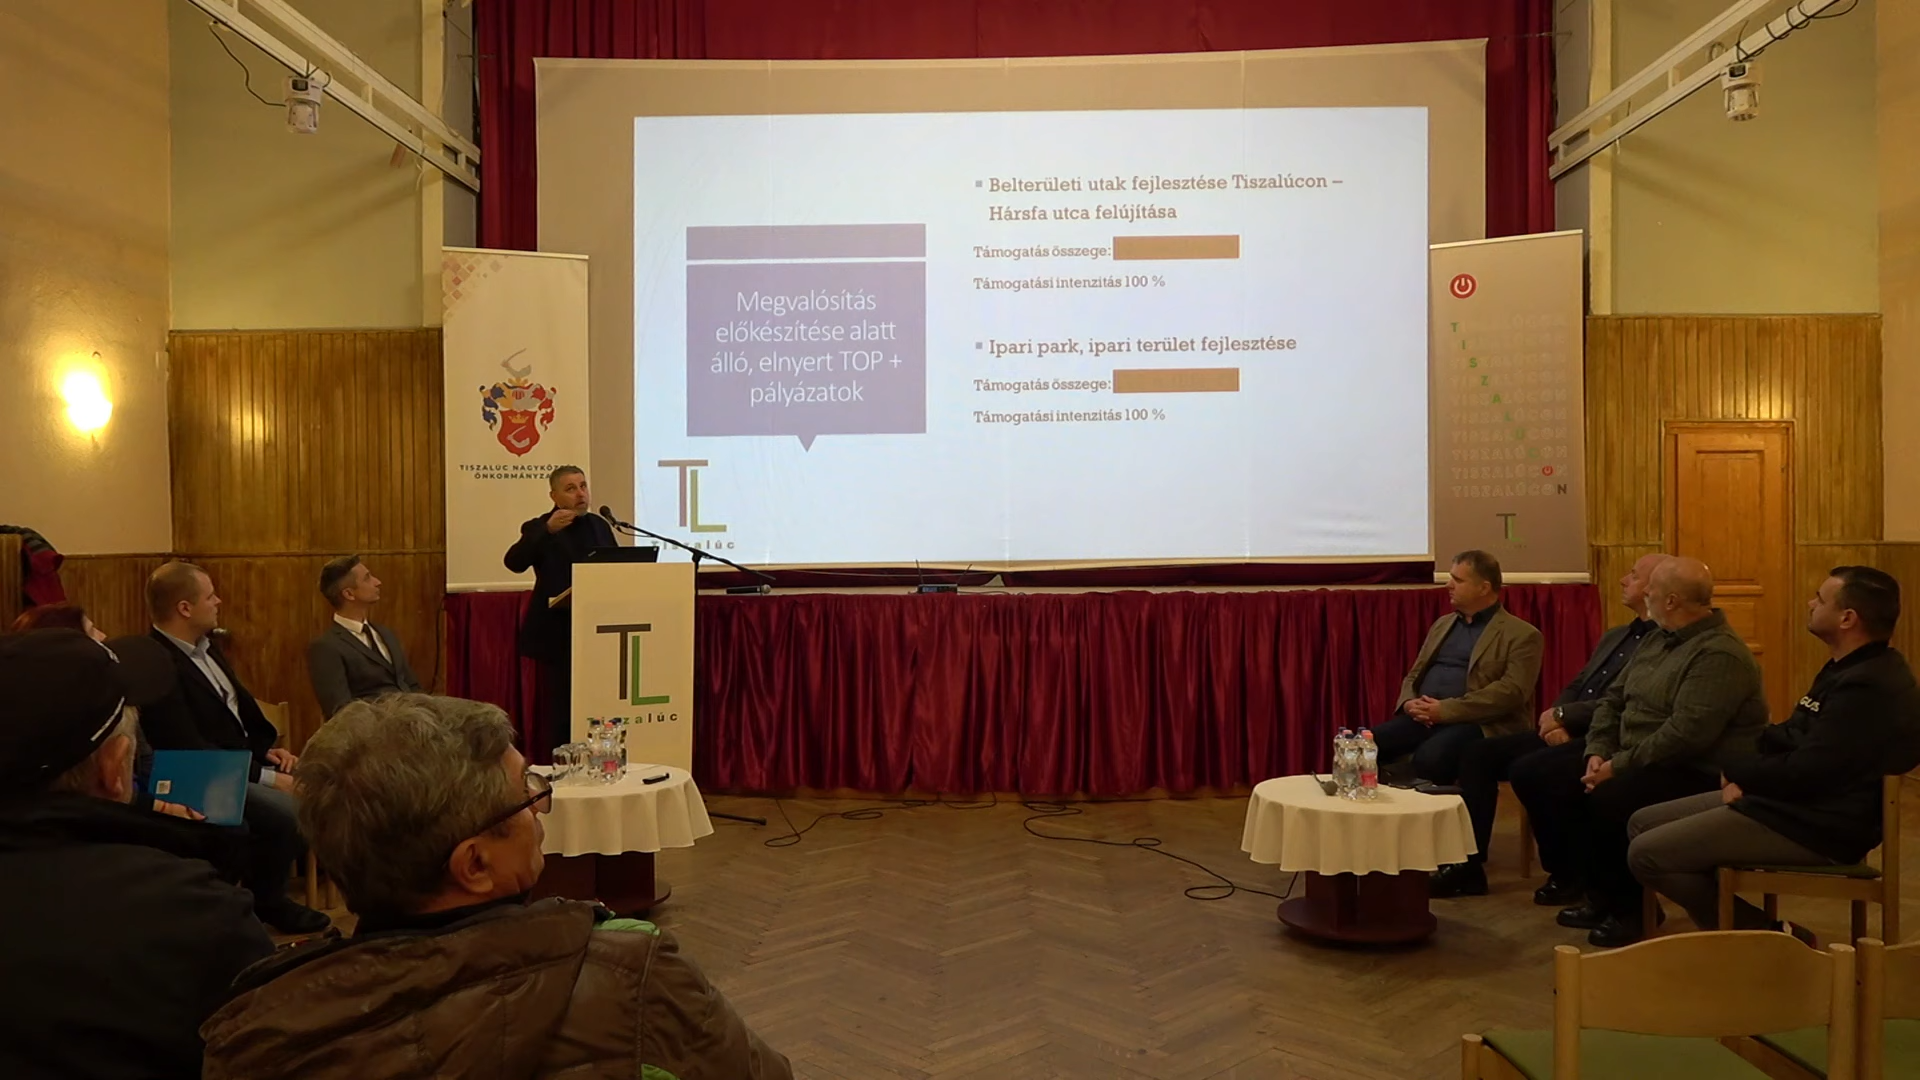 Belterületi utak fejlesztése Tiszalúcon –
Hársfa utca felújítása
Támogatás összege:
Támogatási intenzitás 100 %
Ipari park, ipari terület fejlesztése
Támogatás összege:
Támogatási intenzitás 100 %
Megvalósítás
előkészítése alatt
álló, elnyert TOP +
pályázatok
TL
Tiszalúc
TISZALÚC
TISZALÚCON
TISZALÚCON
TISZALÚCON
TISZALÚCON
TL
TL
Tiszalúc